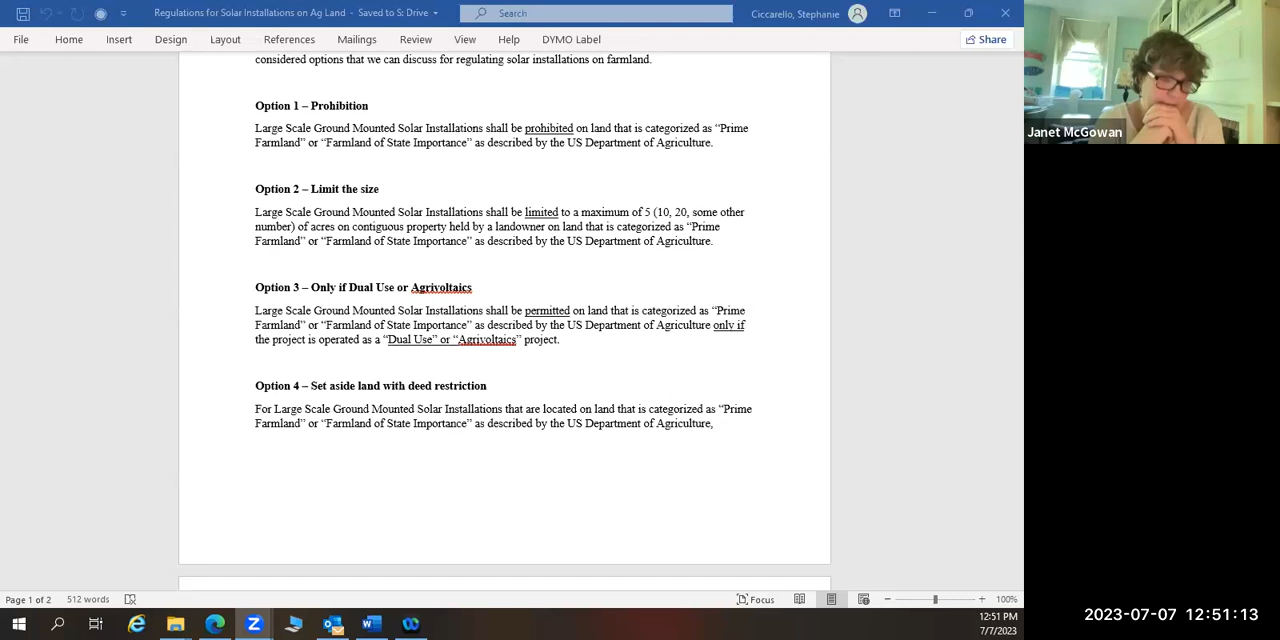 Regulations for Solar Installations on Ag Land - Saved to S: Drive
Search
Ciccarello, Stephanie
File Home Insert Design Layout References Mailings Review View Help DYMO Label
Share
considered options that we can discuss for regulating solar installations on farmland.
Option 1 – Prohibition
Large Scale Ground Mounted Solar Installations shall be prohibited on land that is categorized as “Prime
Farmland” or “Farmland of State Importance” as described by the US Department of Agriculture.
Option 2 – Limit the size
Large Scale Ground Mounted Solar Installations shall be limited to a maximum of 5 (10, 20, some other
number) of acres on contiguous property held by a landowner on land that is categorized as “Prime
Farmland” or “Farmland of State Importance” as described by the US Department of Agriculture.
Option 3 – Only if Dual Use or Agrivoltaics
Large Scale Ground Mounted Solar Installations shall be permitted on land that is categorized as “Prime
Farmland” or “Farmland of State Importance” as described by the US Department of Agriculture only if
the project is operated as a “Dual Use” or “Agrivoltaics” project.
Option 4 – Set aside land with deed restriction
For Large Scale Ground Mounted Solar Installations that are located on land that is categorized as “Prime
Farmland” or “Farmland of State Importance” as described by the US Department of Agriculture,
Page 1 of 2 512 words
Focus
100%
12:51 PM
7/7/2023
Janet McGowan
2023-07-07 12:51:13